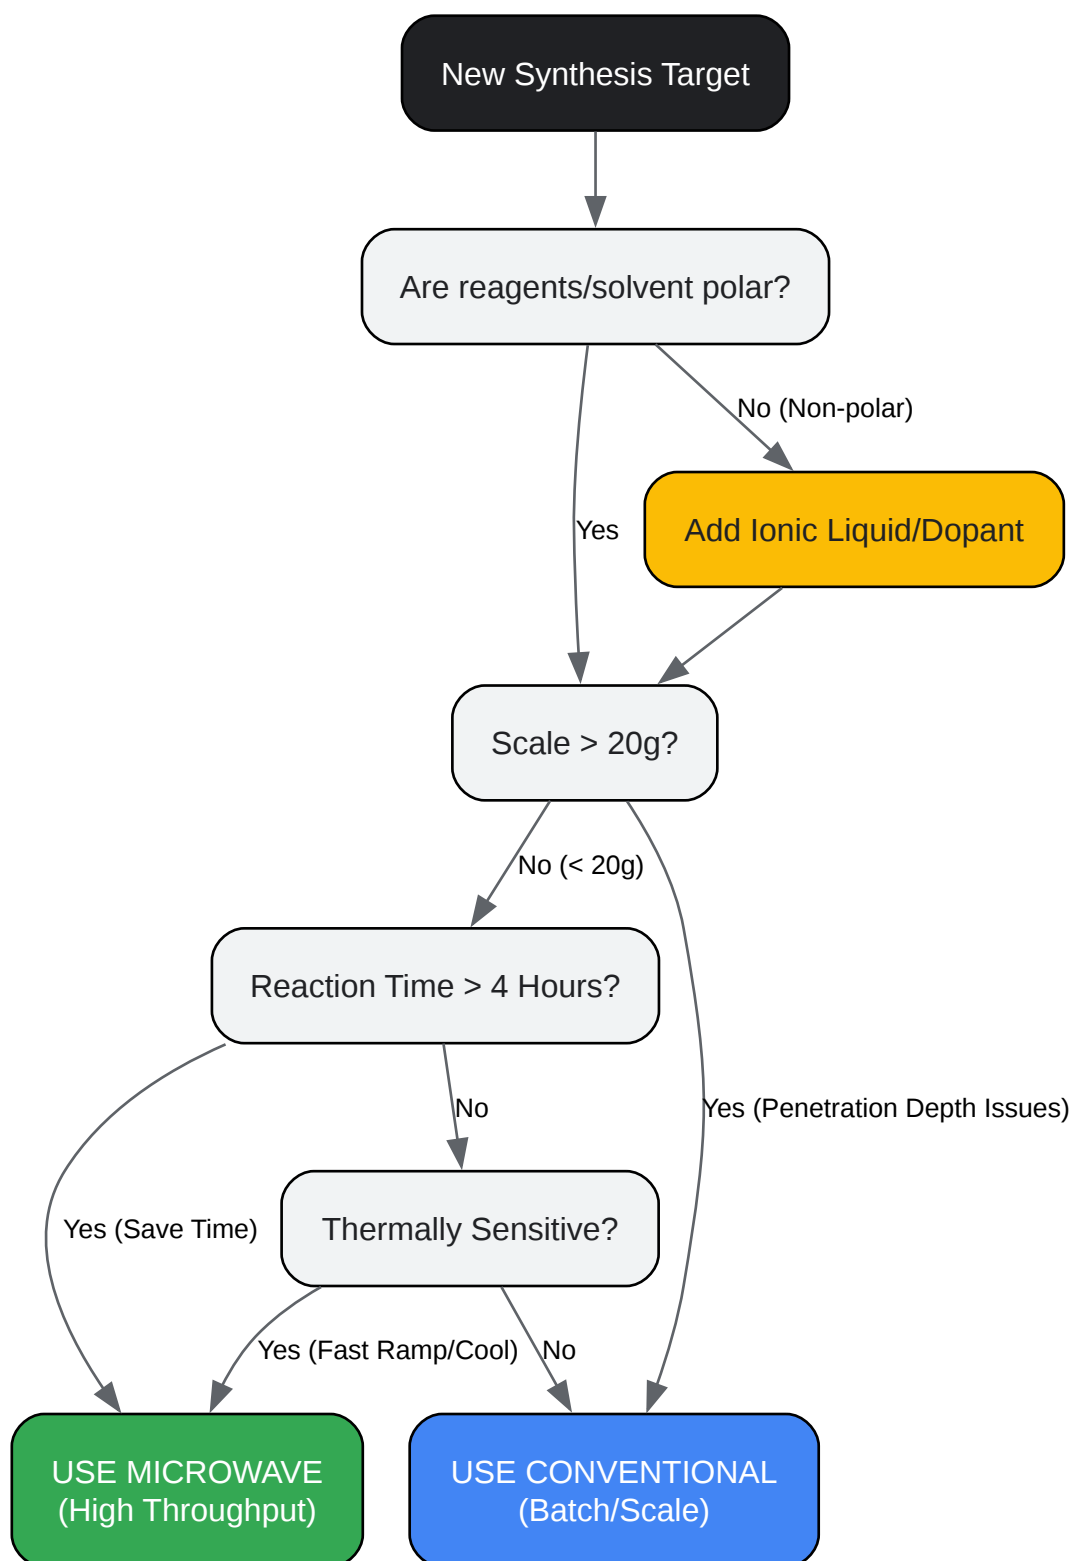 New Synthesis Target
Are reagents/solvent polar?
No (Non-polar)
Yes
Add Ionic Liquid/Dopant
Scale > 20g?
No (< 20g)
Reaction Time > 4 Hours?
No
Yes (Penetration Depth Issues)
Yes (Save Time)
Thermally Sensitive?
Yes (Fast Ramp/Cool)
No
USE MICROWAVE
(High Throughput)
USE CONVENTIONAL
(Batch/Scale)